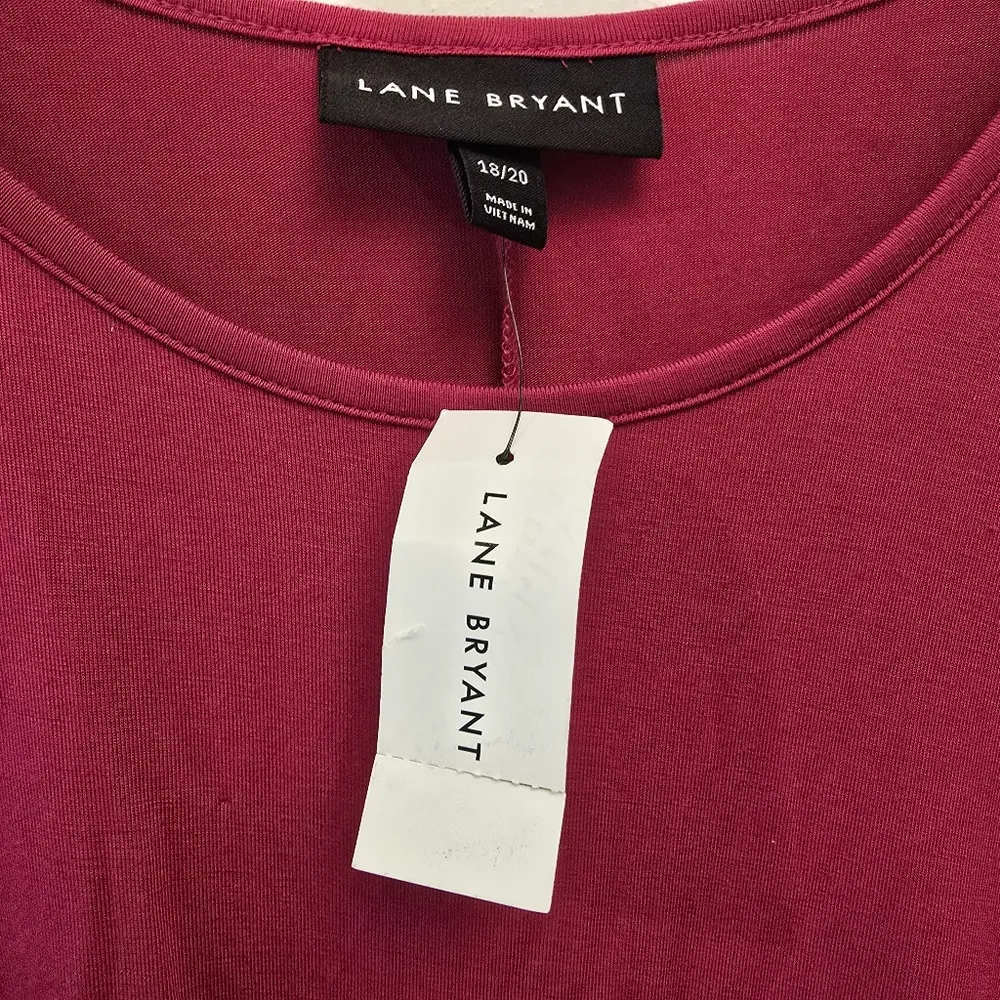 LANE BRYANT
18/20
MADE IN
VIETNAM
LANE BRYANT